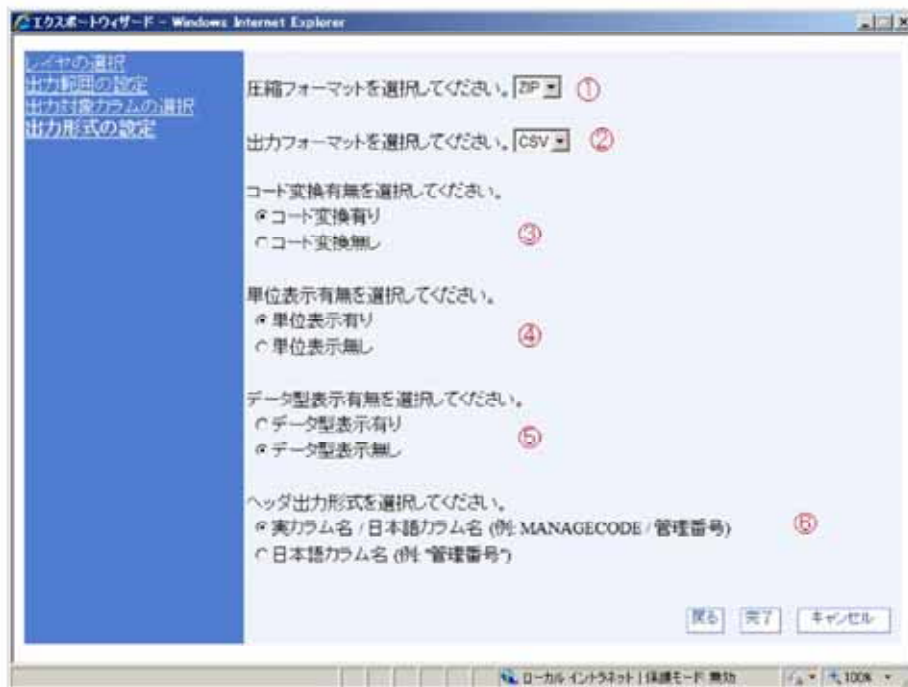 エクスポートウィザード - Windows Internet Explorer
レイヤの選択
出力範囲の設定
出力対象カラムの選択
出力形式の設定
圧縮フォーマットを選択してください。 ZIP ①
出力フォーマットを選択してください。 CSV ②
コード変換有無を選択してください。
コード変換有り
コード変換無し ③
単位表示有無を選択してください。
単位表示有り
単位表示無し ④
データ型表示有無を選択してください。
データ型表示有り
データ型表示無し ⑤
ヘッダ出力形式を選択してください。
実カラム名 / 日本語カラム名 (例: MANAGECODE / 管理番号) ⑥
日本語カラム名 (例: "管理番号")
戻る 完了 キャンセル
ローカル イントラネット | 保護モード: 無効 100%